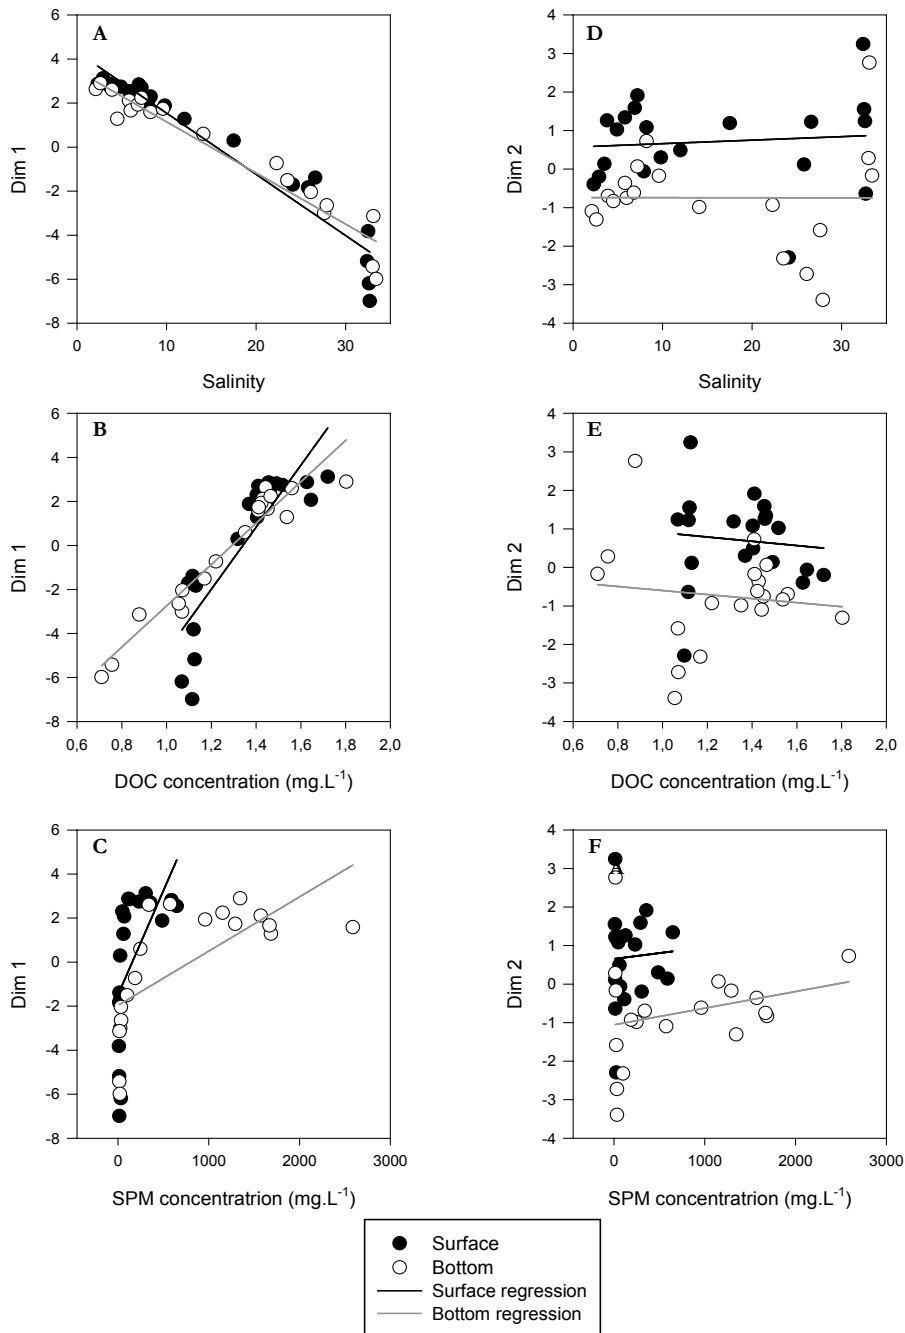 A
6
4
2
0
-2
-4
-6
-8
Dim 1
0 10 20 30
Salinity
D
4
3
2
1
0
-1
-2
-3
-4
Dim 2
0 10 20 30
Salinity
B
6
4
2
0
-2
-4
-6
-8
Dim 1
0,6 0,8 1,0 1,2 1,4 1,6 1,8 2,0
DOC concentration (mg.L-1)
E
4
3
2
1
0
-1
-2
-3
-4
Dim 2
0,6 0,8 1,0 1,2 1,4 1,6 1,8 2,0
DOC concentration (mg.L-1)
C
6
4
2
0
-2
-4
-6
-8
Dim 1
0 1000 2000 3000
SPM concentratrion (mg.L-1)
F
A
4
3
2
1
0
-1
-2
-3
-4
Dim 2
0 1000 2000 3000
SPM concentratrion (mg.L-1)
Surface
Bottom
Surface regression
Bottom regression